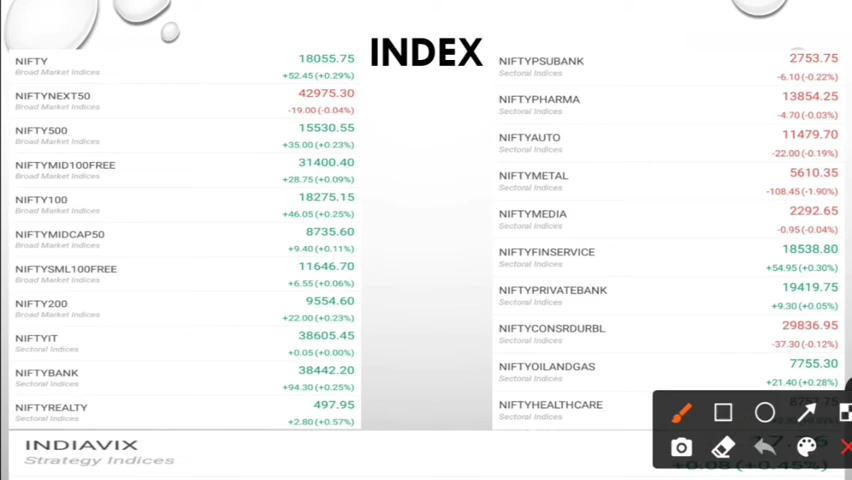 INDEX
NIFTY 18055.75
Broad Market Indices +52.45 (+0.29%)
NIFTYNEXT50 42975.30
Broad Market Indices -19.00 (-0.04%)
NIFTY500 15530.55
Broad Market Indices +35.00 (+0.23%)
NIFTYMID100FREE 31400.40
Broad Market Indices +28.75 (+0.09%)
NIFTY100 18275.15
Broad Market Indices +46.05 (+0.25%)
NIFTYMIDCAP50 8735.60
Broad Market Indices +9.40 (+0.11%)
NIFTYSML100FREE 11646.70
Broad Market Indices +6.55 (+0.06%)
NIFTY200 9554.60
Broad Market Indices +22.00 (+0.23%)
NIFTYIT 38605.45
Sectoral Indices +0.05 (+0.00%)
NIFTYBANK 38442.20
Sectoral Indices +94.30 (+0.25%)
NIFTYREALTY 497.95
Sectoral Indices +2.80 (+0.57%)
NIFTYPSUBANK 2753.75
Sectoral Indices -6.10 (-0.22%)
NIFTYPHARMA 13854.25
Sectoral Indices -4.70 (-0.03%)
NIFTYAUTO 11479.70
Sectoral Indices -22.00 (-0.19%)
NIFTYMETAL 5610.35
Sectoral Indices -108.45 (-1.90%)
NIFTYMEDIA 2292.65
Sectoral Indices -0.95 (-0.04%)
NIFTYFINSERVICE 18538.80
Sectoral Indices +54.95 (+0.30%)
NIFTYPRIVATEBANK 19419.75
Sectoral Indices +9.30 (+0.05%)
NIFTYCONSRDURBL 29836.95
Sectoral Indices -37.30 (-0.12%)
NIFTYOILANDGAS 7755.30
Sectoral Indices +21.40 (+0.28%)
NIFTYHEALTHCARE
Sectoral Indices
INDIAVIX
Strategy Indices +0.08 (+0.45%)